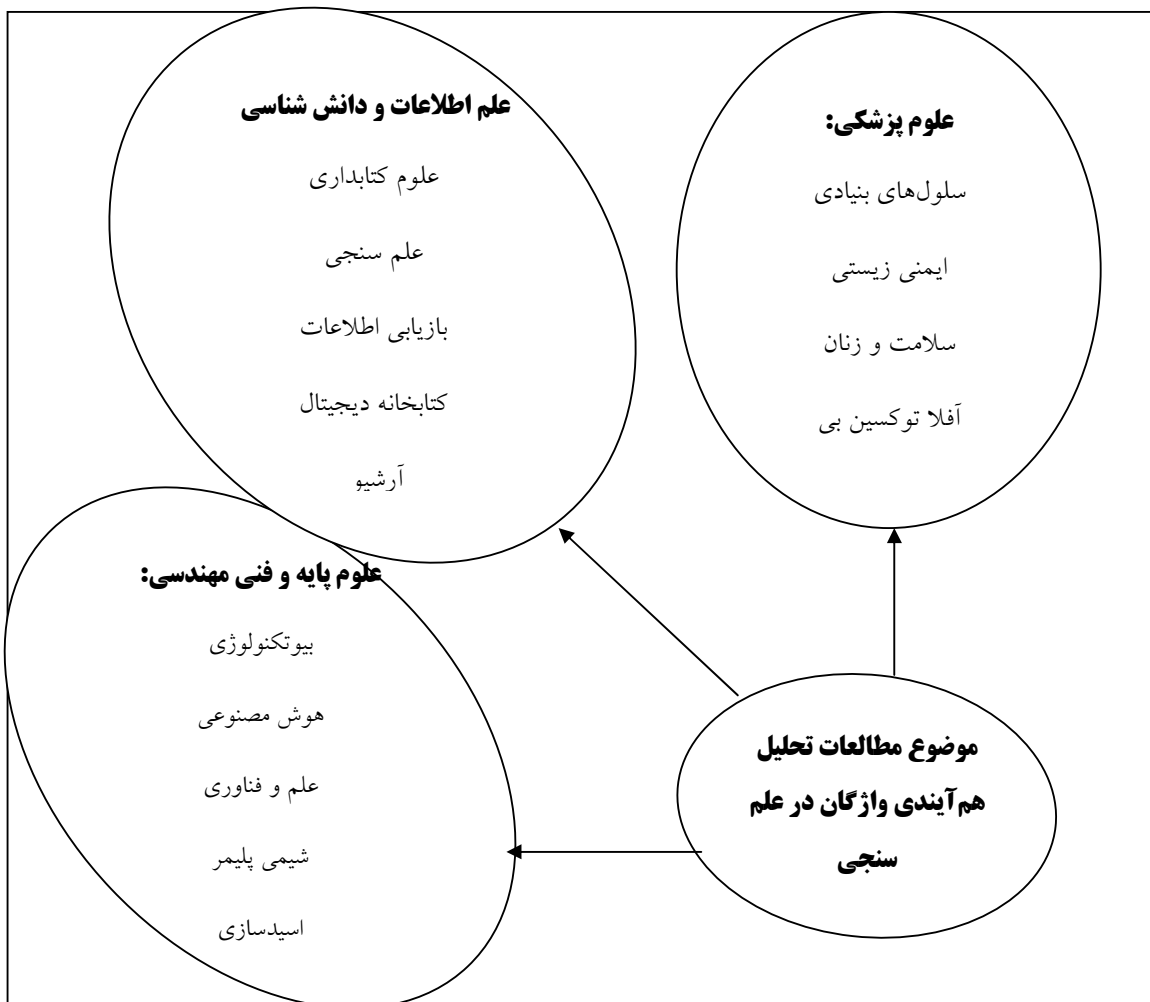 علوم پزشکی:
سلول‌های بنیادی
ایمنی زیستی
سلامت و زنان
آفلا توکسین بی
علم اطلاعات و دانش شناسی
علوم کتابداری
علم سنجی
بازیابی اطلاعات
کتابخانه دیجیتال
آرشیو
علوم پایه و فنی مهندسی:
بیوتکنولوژی
هوش مصنوعی
علم و فناوری
شیمی پلیمر
اسیدسازی
موضوع مطالعات تحلیل
هم‌آیندی واژگان در علم
سنجی